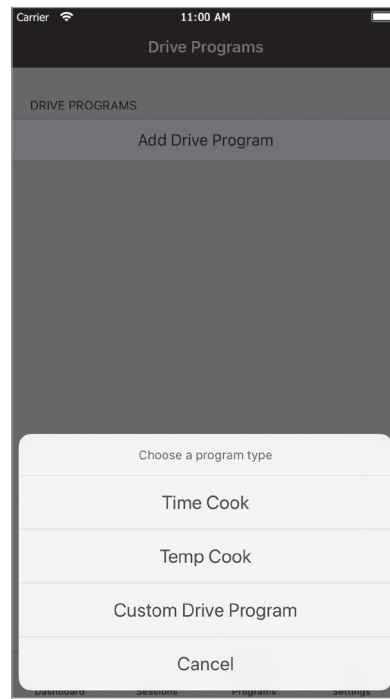 Carrier 11:00 AM
Drive Programs
DRIVE PROGRAMS
Add Drive Program
Choose a program type
Time Cook
Temp Cook
Custom Drive Program
Cancel
Dashboard Sessions Programs Settings